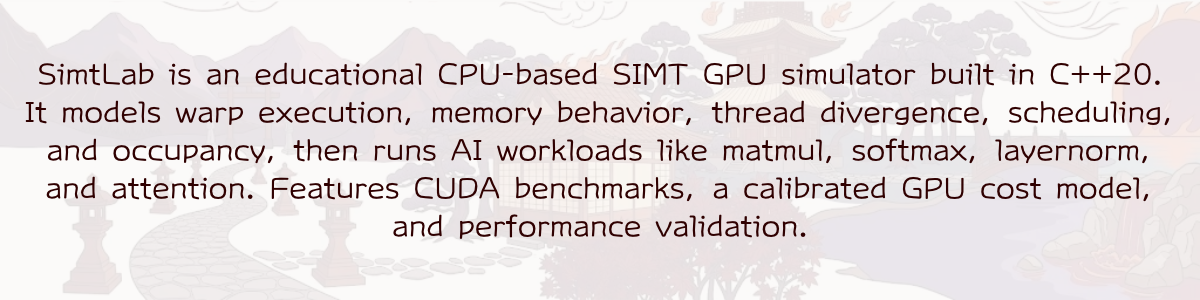 SimtLab is an educational CPU-based SIMT GPU simulator built in C++20.
It models warp execution, memory behavior, thread divergence, scheduling,
and occupancy, then runs AI workloads like matmul, softmax, layernorm,
and attention. Features CUDA benchmarks, a calibrated GPU cost model,
and performance validation.